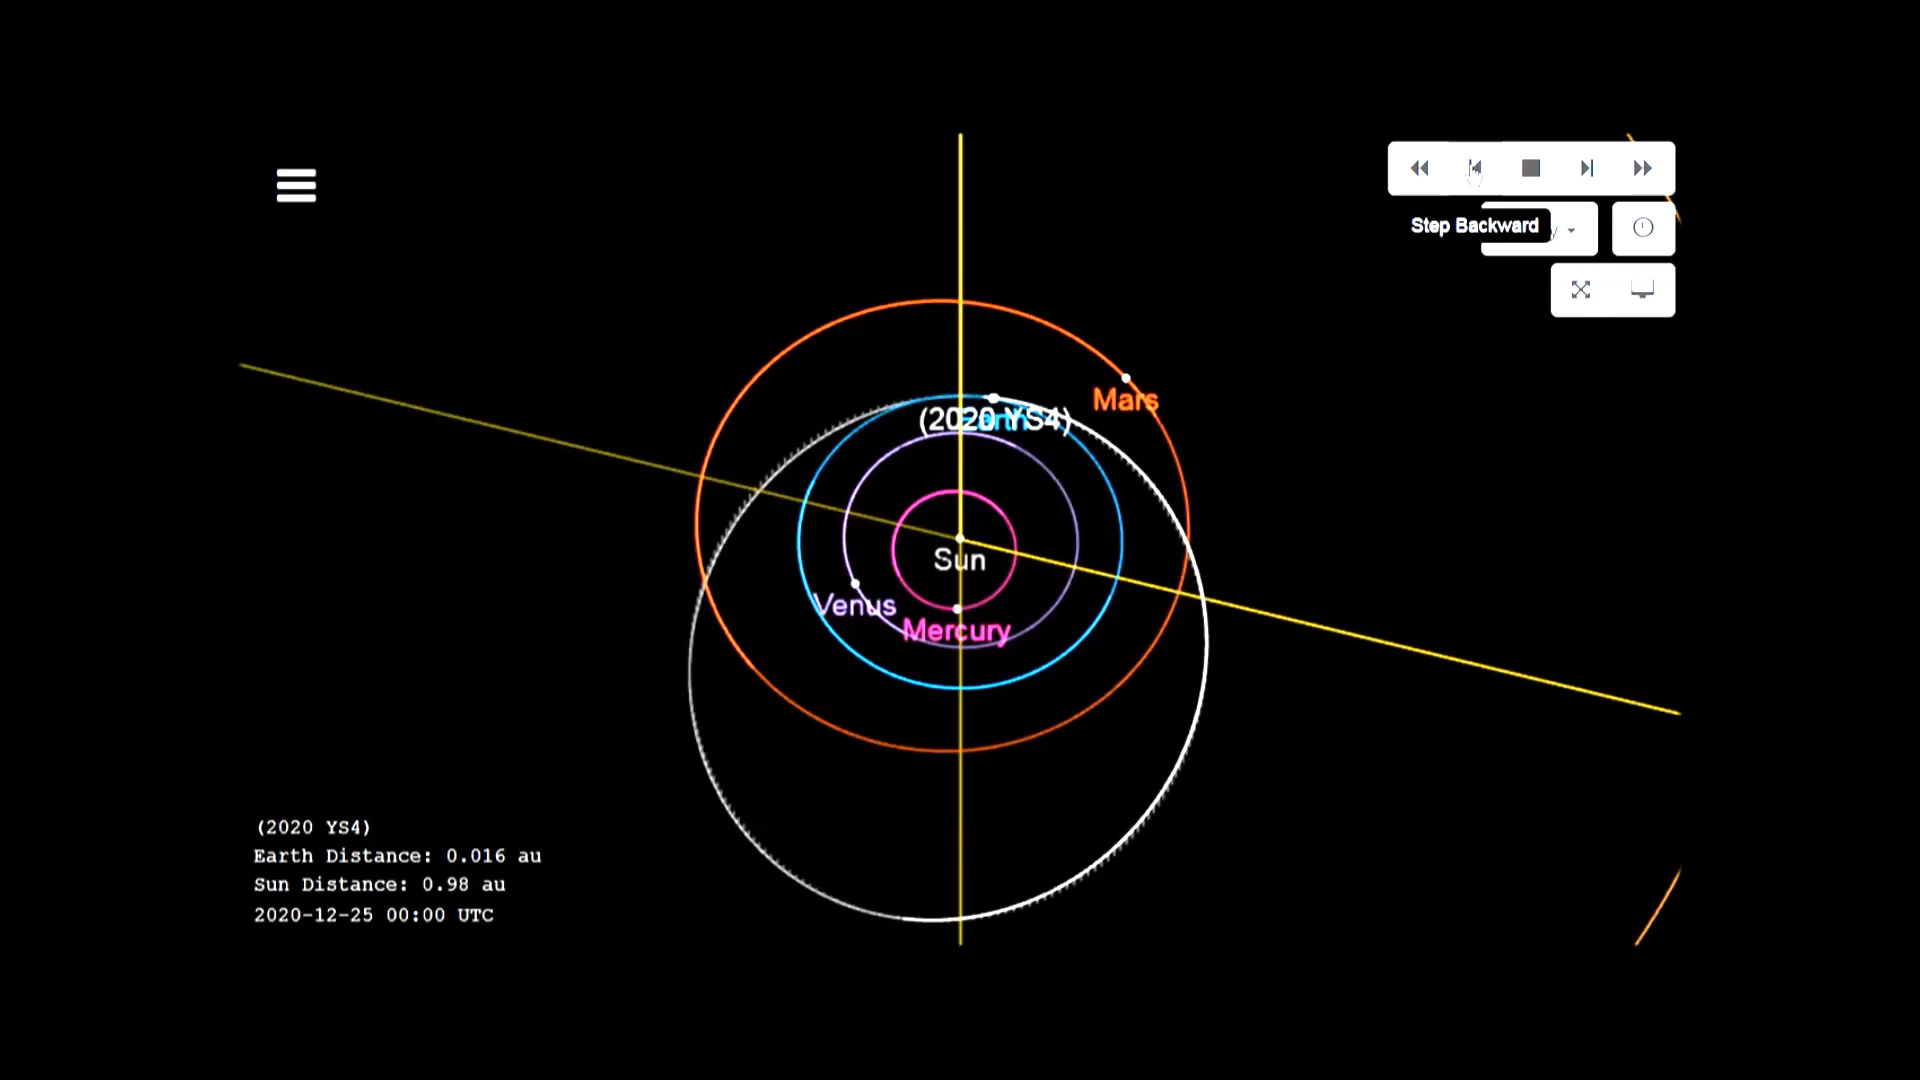 Step Backward
Mars
(2020 YS4)
Earth
Sun
Venus
Mercury
(2020 YS4)
Earth Distance: 0.016 au
Sun Distance: 0.98 au
2020-12-25 00:00 UTC